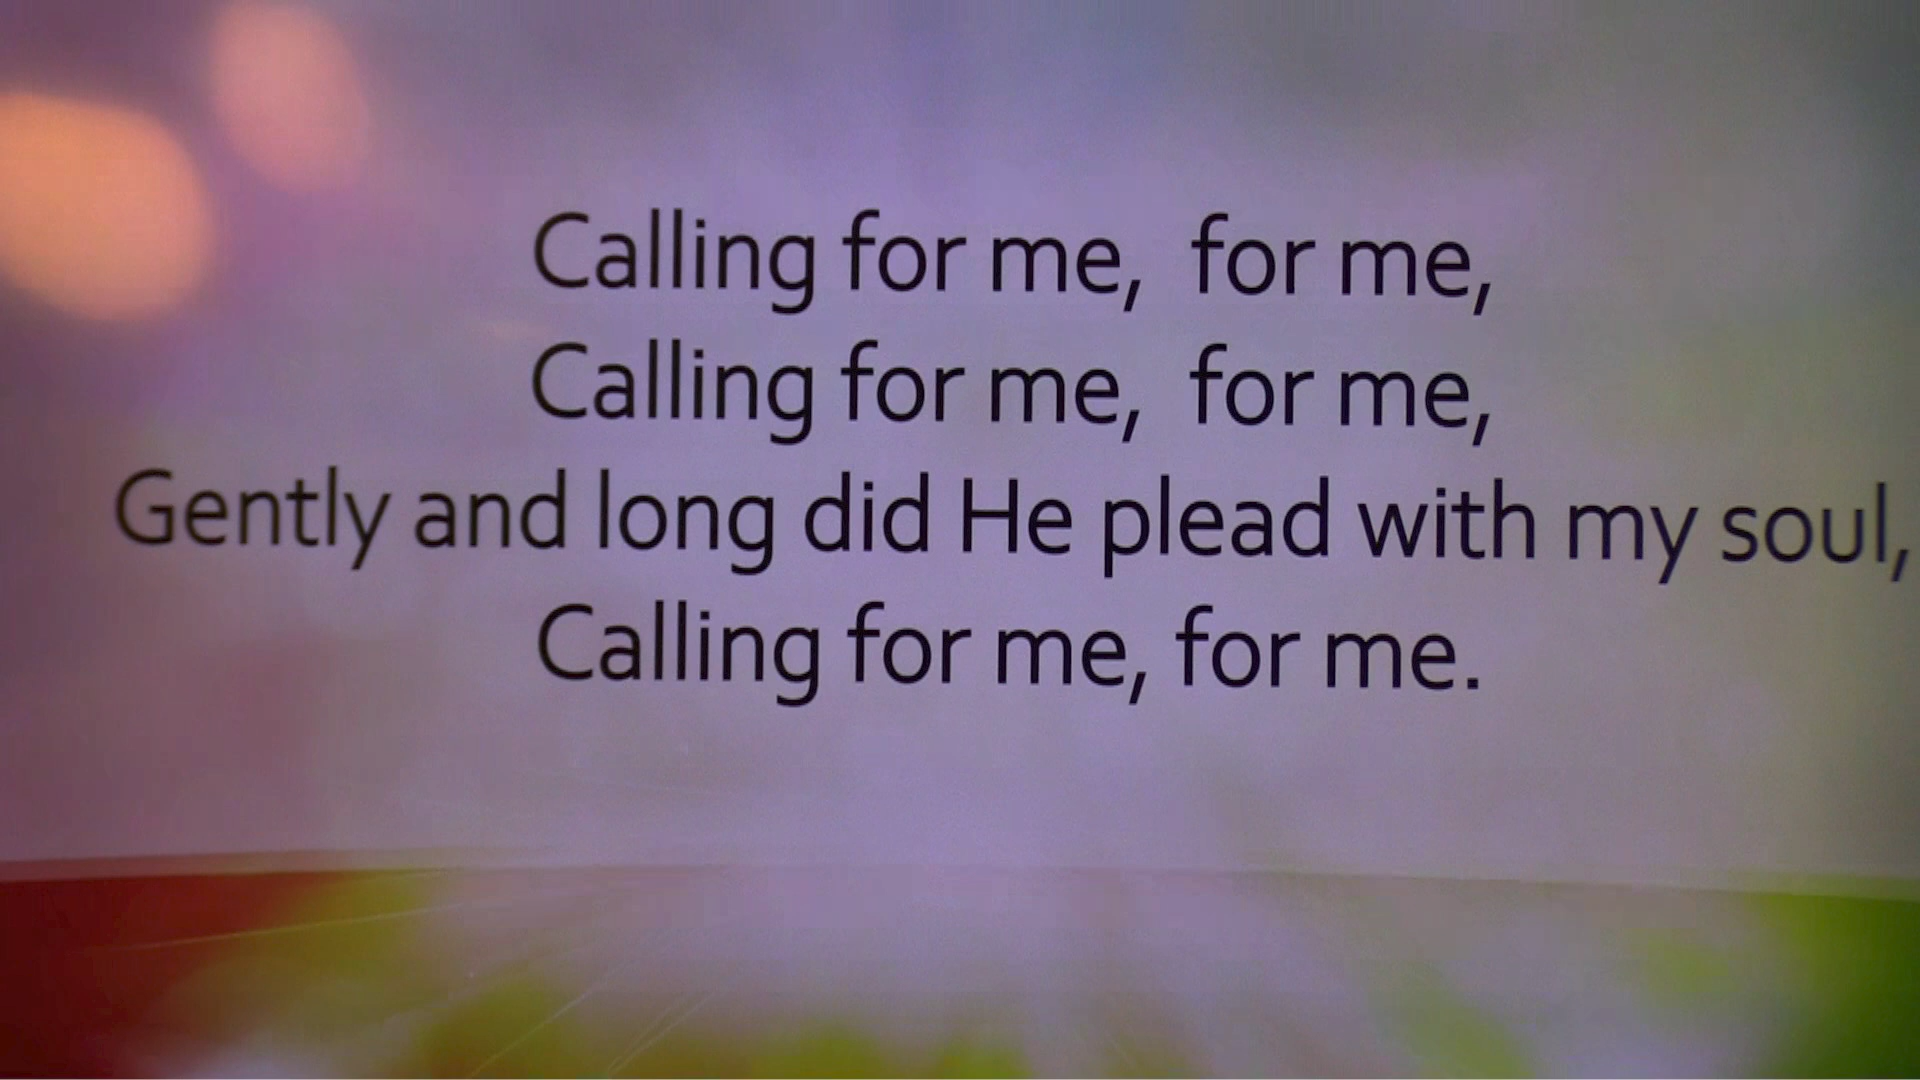 Calling for me, for me,
Calling for me, for me,
Gently and long did He plead with my soul,
Calling for me, for me.